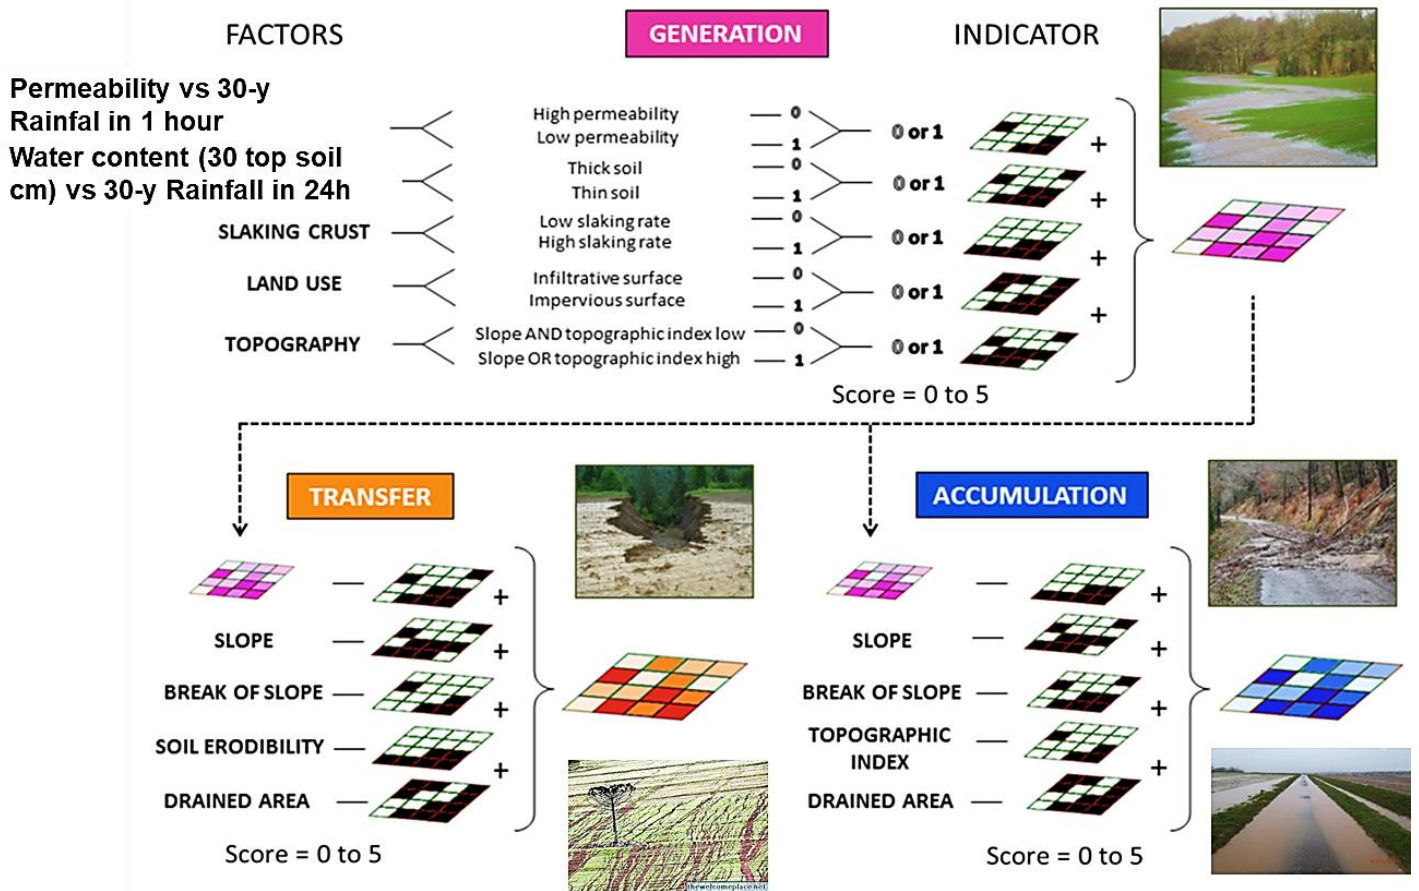 FACTORS
GENERATION
INDICATOR
Permeability vs 30-y
Rainfal in 1 hour
Water content (30 top soil
cm) vs 30-y Rainfall in 24h
High permeability
0
Low permeability
1
0 or 1
+
Thick soil
0
Thin soil
1
0 or 1
+
SLAKING CRUST
Low slaking rate
0
High slaking rate
1
0 or 1
+
LAND USE
Infiltrative surface
0
Impervious surface
1
0 or 1
+
TOPOGRAPHY
Slope AND topographic index low
0
Slope OR topographic index high
1
0 or 1
Score = 0 to 5
TRANSFER
+
SLOPE
+
BREAK OF SLOPE
+
SOIL ERODIBILITY
+
DRAINED AREA
Score = 0 to 5
thewelcomeplace.net
ACCUMULATION
+
SLOPE
+
BREAK OF SLOPE
+
TOPOGRAPHIC
INDEX
+
DRAINED AREA
Score = 0 to 5